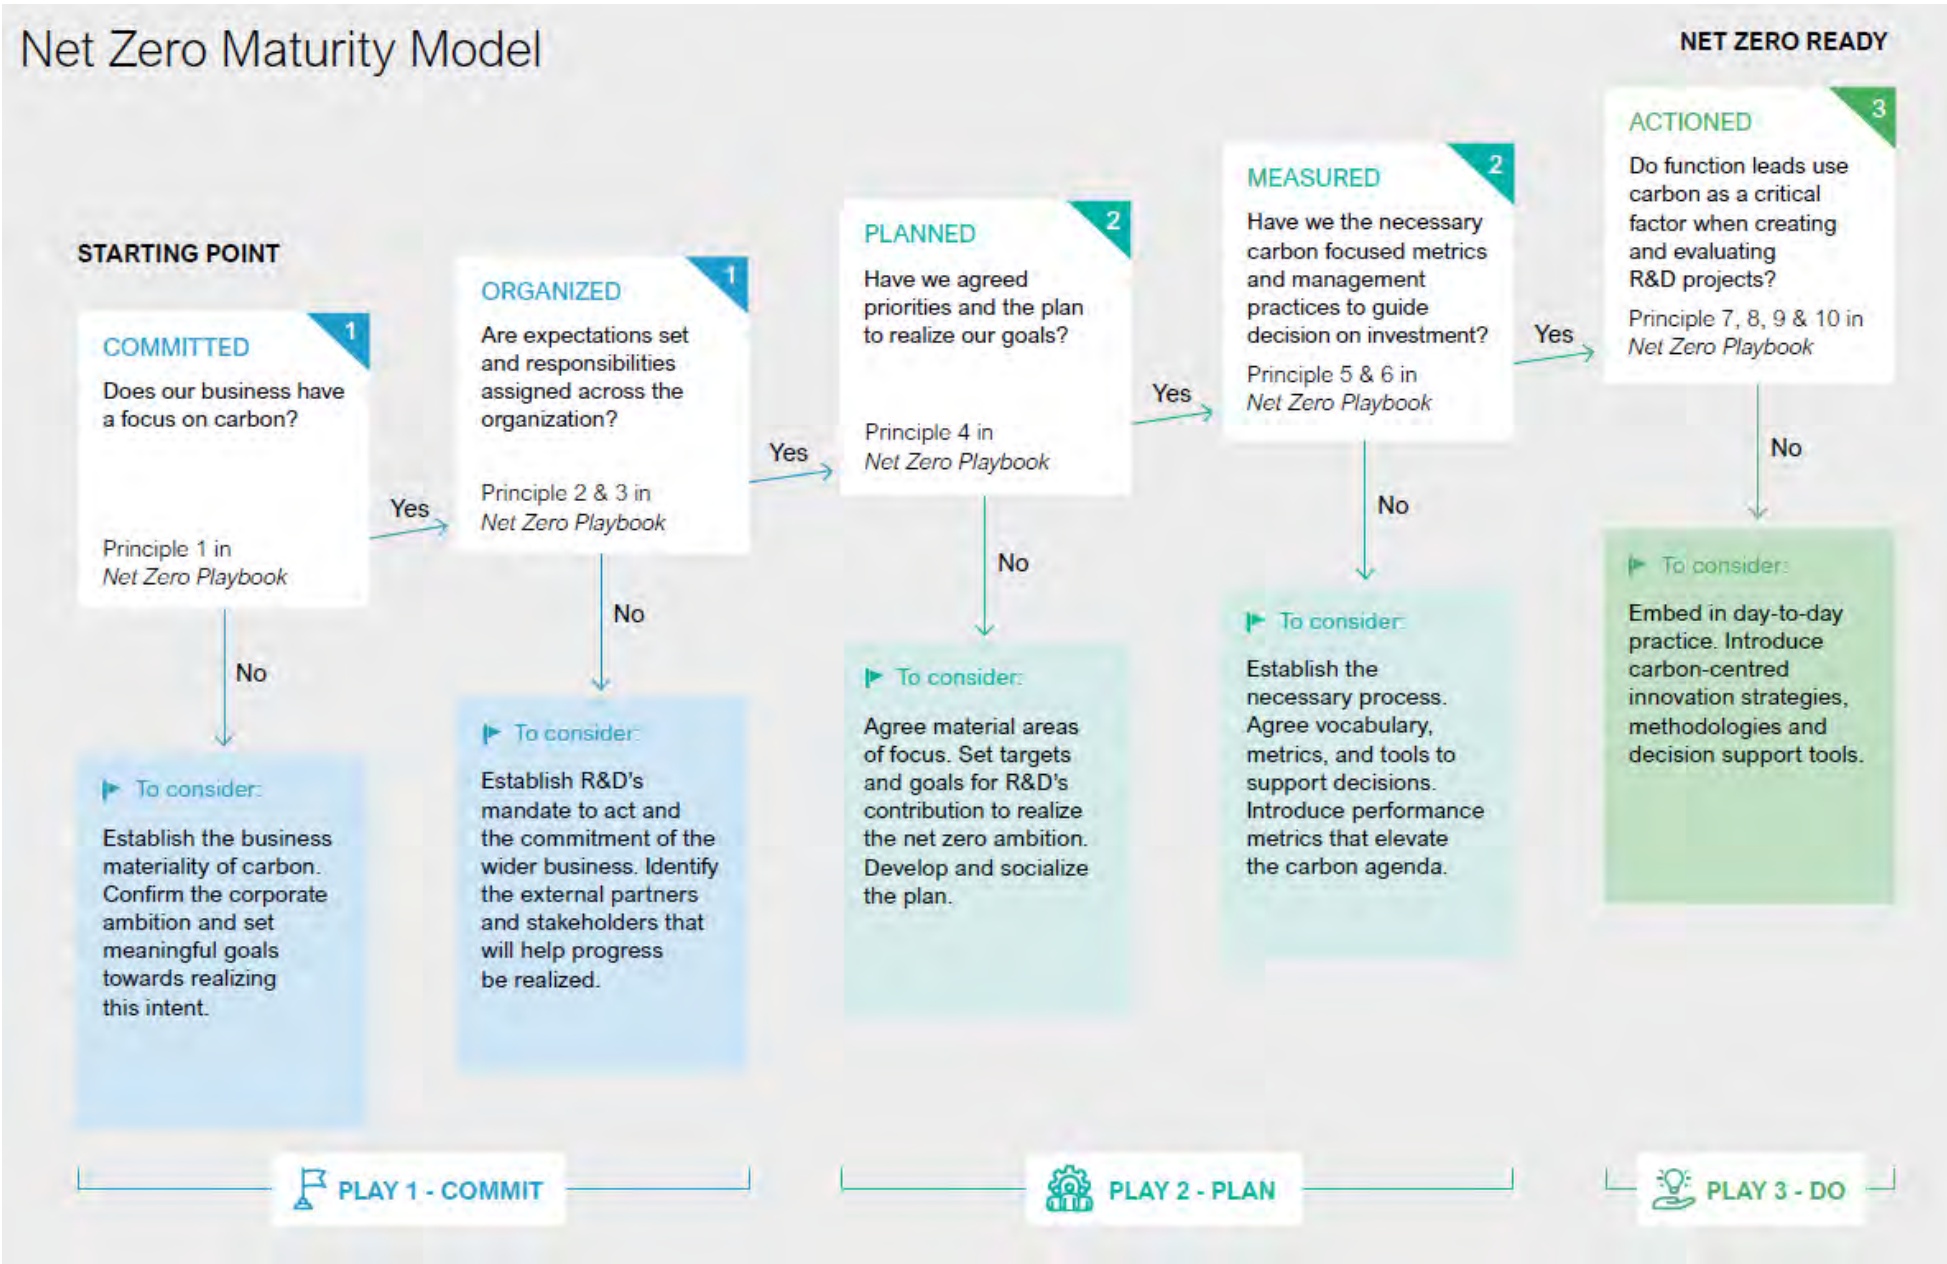 Net Zero Maturity Model
NET ZERO READY
STARTING POINT
COMMITTED
1
Does our business have
a focus on carbon?
Principle 1 in
Net Zero Playbook
Yes
No
To consider:
Establish the business
materiality of carbon.
Confirm the corporate
ambition and set
meaningful goals
towards realizing
this intent.
ORGANIZED
1
Are expectations set
and responsibilities
assigned across the
organization?
Principle 2 & 3 in
Net Zero Playbook
Yes
No
To consider:
Establish R&D's
mandate to act and
the commitment of the
wider business. Identify
the external partners
and stakeholders that
will help progress
be realized.
PLANNED
2
Have we agreed
priorities and the plan
to realize our goals?
Principle 4 in
Net Zero Playbook
Yes
No
To consider:
Agree material areas
of focus. Set targets
and goals for R&D's
contribution to realize
the net zero ambition.
Develop and socialize
the plan.
MEASURED
2
Have we the necessary
carbon focused metrics
and management
practices to guide
decision on investment?
Principle 5 & 6 in
Net Zero Playbook
Yes
No
To consider:
Establish the
necessary process.
Agree vocabulary,
metrics, and tools to
support decisions.
Introduce performance
metrics that elevate
the carbon agenda.
ACTIONED
3
Do function leads use
carbon as a critical
factor when creating
and evaluating
R&D projects?
Principle 7, 8, 9 & 10 in
Net Zero Playbook
No
To consider:
Embed in day-to-day
practice. Introduce
carbon-centred
innovation strategies,
methodologies and
decision support tools.
PLAY 1 - COMMIT
PLAY 2 - PLAN
PLAY 3 - DO